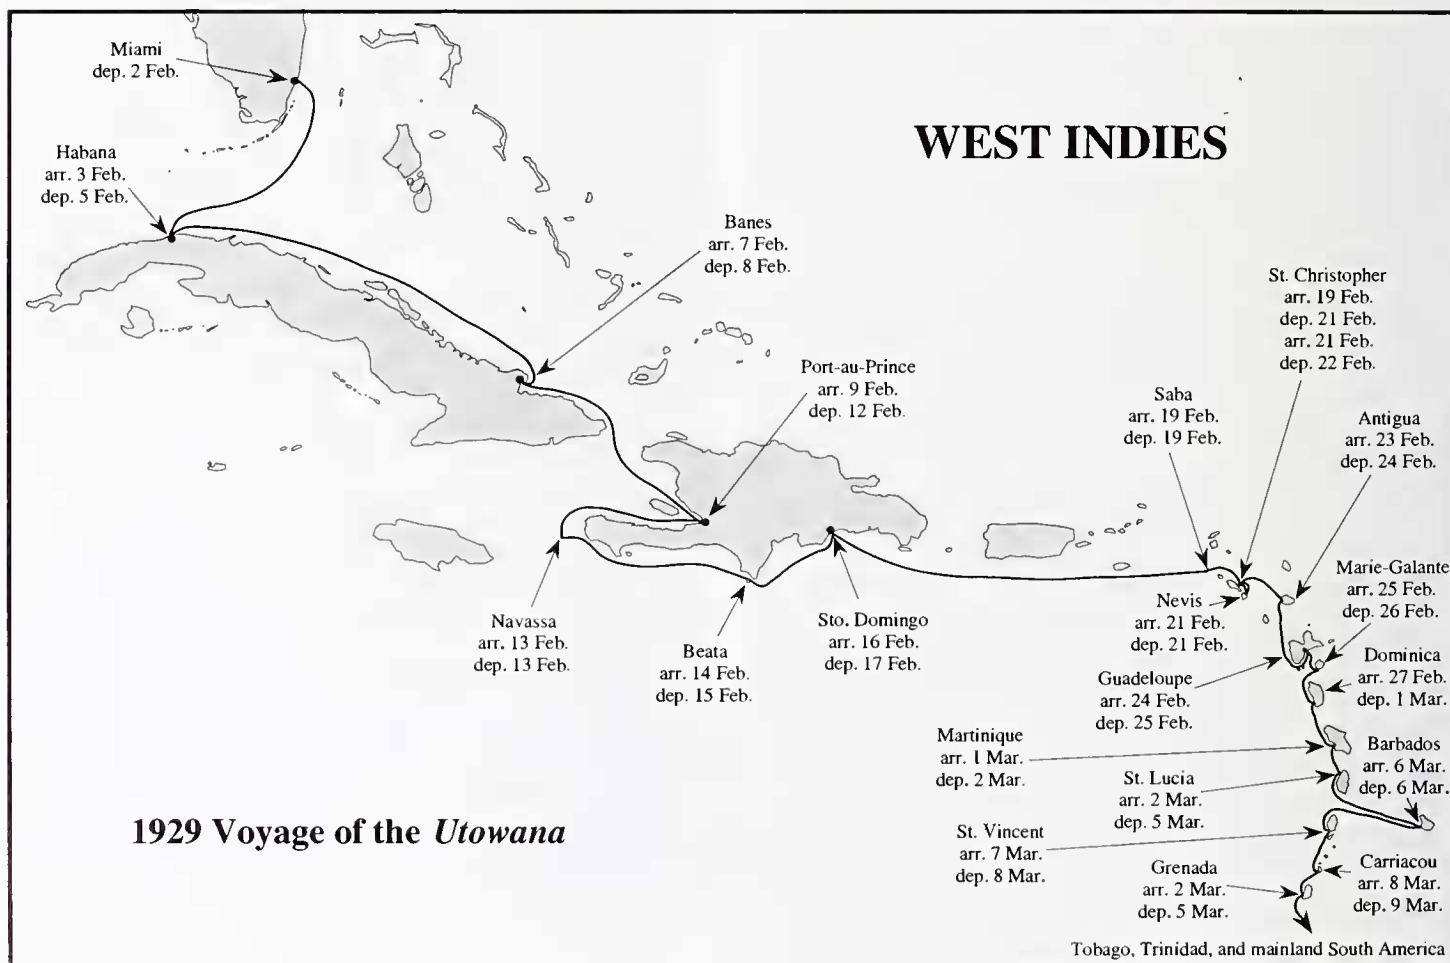 WEST INDIES
Miami
dep. 2 Feb.
Habana
arr. 3 Feb.
dep. 5 Feb.
Banes
arr. 7 Feb.
dep. 8 Feb.
Port-au-Prince
arr. 9 Feb.
dep. 12 Feb.
Navassa
arr. 13 Feb.
dep. 13 Feb.
Beata
arr. 14 Feb.
dep. 15 Feb.
Sto. Domingo
arr. 16 Feb.
dep. 17 Feb.
Saba
arr. 19 Feb.
dep. 19 Feb.
St. Christopher
arr. 19 Feb.
dep. 21 Feb.
arr. 21 Feb.
dep. 22 Feb.
Nevis
arr. 21 Feb.
dep. 21 Feb.
Antigua
arr. 23 Feb.
dep. 24 Feb.
Guadeloupe
arr. 24 Feb.
dep. 25 Feb.
Marie-Galante
arr. 25 Feb.
dep. 26 Feb.
Dominica
arr. 27 Feb.
dep. 1 Mar.
Martinique
arr. 1 Mar.
dep. 2 Mar.
St. Lucia
arr. 2 Mar.
dep. 5 Mar.
Barbados
arr. 6 Mar.
dep. 6 Mar.
St. Vincent
arr. 7 Mar.
dep. 8 Mar.
Carriacou
arr. 8 Mar.
dep. 9 Mar.
Grenada
arr. 2 Mar.
dep. 5 Mar.
Tobago, Trinidad, and mainland South America
1929 Voyage of the Utowana